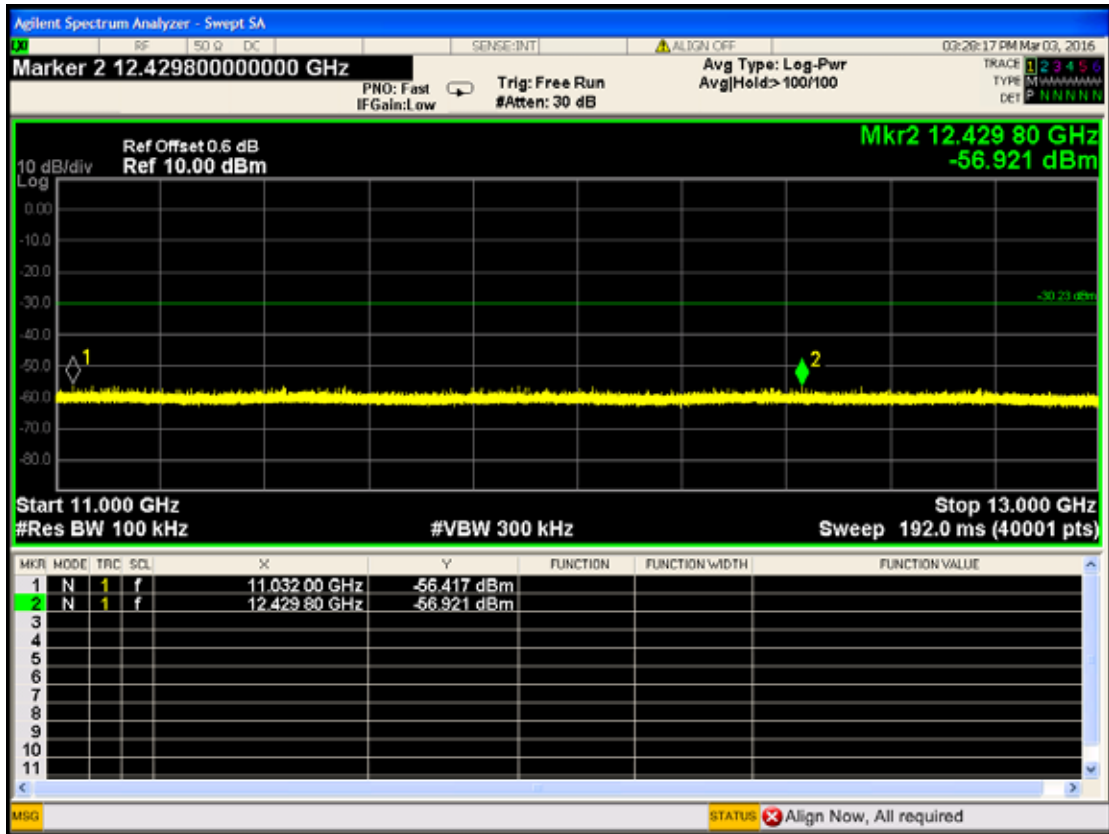 Agilent Spectrum Analyzer - Swept SA
LXI RF 50 Ω DC SENSE:INT ALIGN OFF 03:28:17 PM Mar 03, 2016
Marker 2 12.429800000000 GHz
PNO: Fast
IFGain:Low
Trig: Free Run
#Atten: 30 dB
Avg Type: Log-Pwr
Avg|Hold:>100/100
TRACE 1 2 3 4 5 6
TYPE MWWWWW
DET P N N N N N
Mkr2 12.429 80 GHz
-56.921 dBm
Ref Offset 0.6 dB
10 dB/div Ref 10.00 dBm
Log
0.00
-10.0
-20.0
-30.23 dBm
-30.0
-40.0
1
2
-50.0
-60.0
-70.0
-80.0
Start 11.000 GHz Stop 13.000 GHz
#Res BW 100 kHz #VBW 300 kHz Sweep 192.0 ms (40001 pts)
MKR MODE TRC SCL X Y FUNCTION FUNCTION WIDTH FUNCTION VALUE
1 N 1 f 11.032 00 GHz -56.417 dBm
2 N 1 f 12.429 80 GHz -56.921 dBm
3
4
5
6
7
8
9
10
11
MSG STATUS Align Now, All required